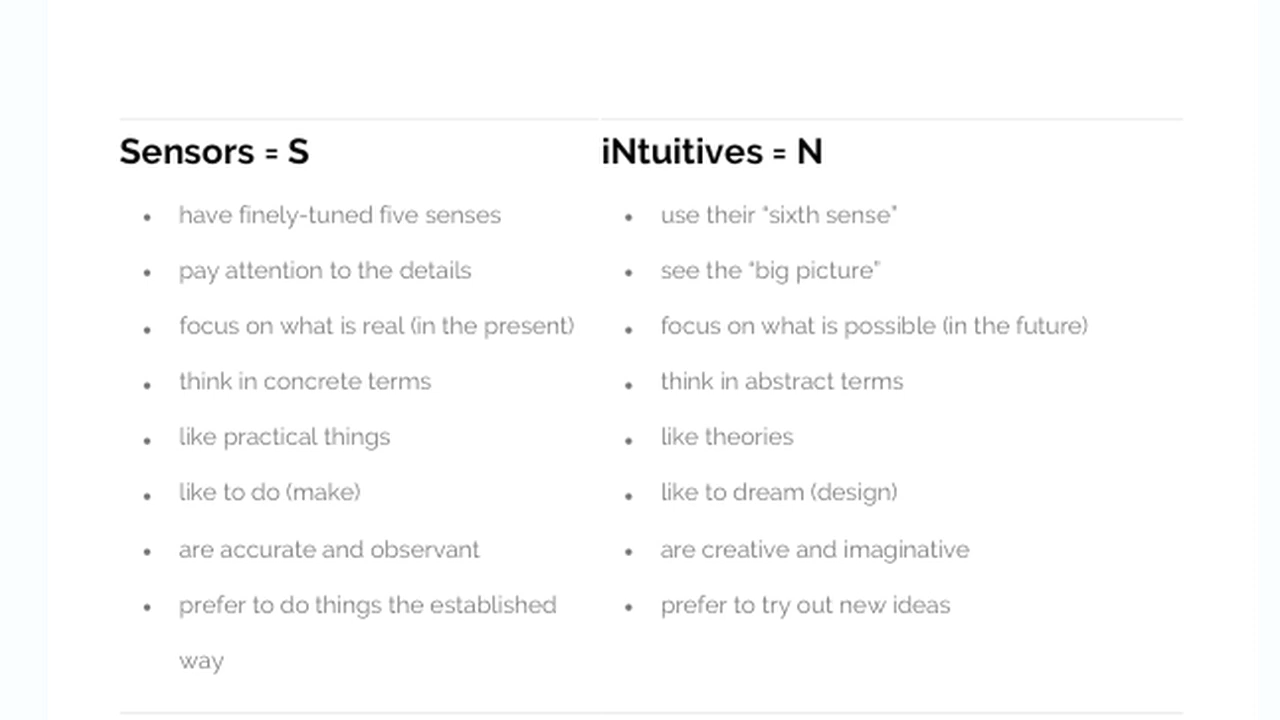 Sensors = S
have finely-tuned five senses
pay attention to the details
focus on what is real (in the present)
think in concrete terms
like practical things
like to do (make)
are accurate and observant
prefer to do things the established
way
iNtuitives = N
use their “sixth sense”
see the “big picture”
focus on what is possible (in the future)
think in abstract terms
like theories
like to dream (design)
are creative and imaginative
prefer to try out new ideas